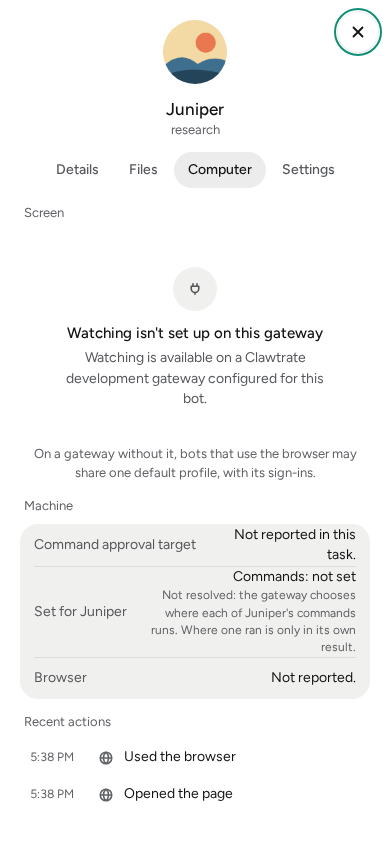 Juniper
research
Details Files Computer Settings
Screen
Watching isn't set up on this gateway
Watching is available on a Clawtrate
development gateway configured for this
bot.
On a gateway without it, bots that use the browser may
share one default profile, with its sign-ins.
Machine
Command approval target
Not reported in this
task.
Set for Juniper
Commands: not set
Not resolved: the gateway chooses
where each of Juniper's commands
runs. Where one ran is only in its own
result.
Browser Not reported.
Recent actions
5:38 PM Used the browser
5:38 PM Opened the page